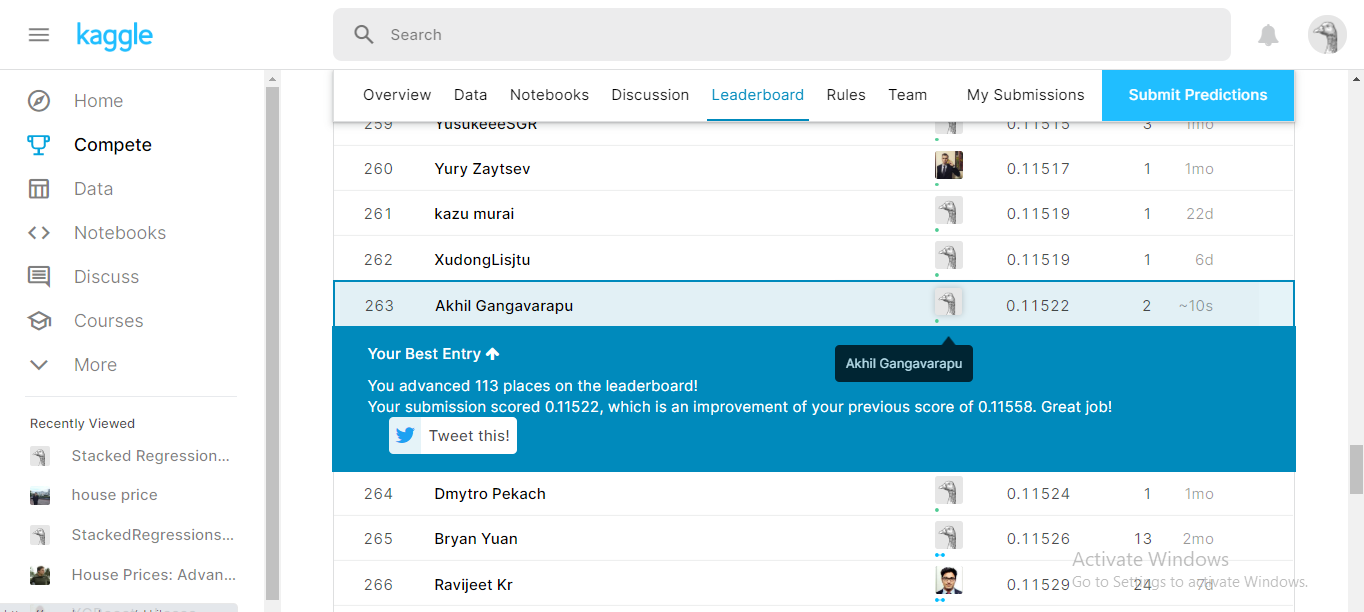 kaggle
Search
Home
Compete
Data
Notebooks
Discuss
Courses
More
Recently Viewed
Stacked Regression...
house price
StackedRegressions...
House Prices: Advan...
Overview Data Notebooks Discussion Leaderboard Rules Team My Submissions Submit Predictions
259 YusukeeeSGR 0.11515 3 1mo
260 Yury Zaytsev 0.11517 1 1mo
261 kazu murai 0.11519 1 22d
262 XudongLisjtu 0.11519 1 6d
263 Akhil Gangavarapu 0.11522 2 ~10s
Your Best Entry ↑
Akhil Gangavarapu
You advanced 113 places on the leaderboard!
Your submission scored 0.11522, which is an improvement of your previous score of 0.11558. Great job!
Tweet this!
264 Dmytro Pekach 0.11524 1 1mo
265 Bryan Yuan 0.11526 13 2mo
266 Ravijeet Kr 0.11529 24 7d
Activate Windows
Go to Settings to activate Windows.